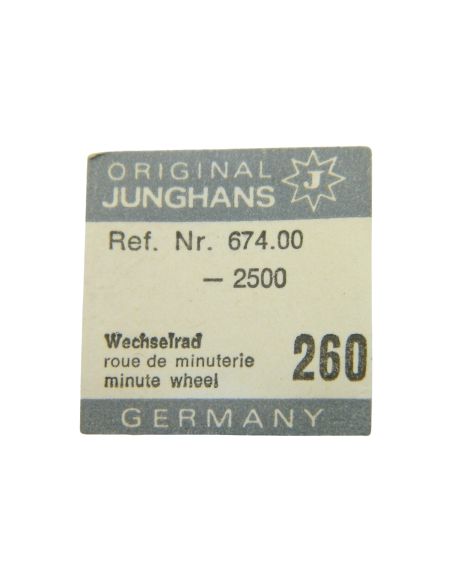 ORIGINAL
JUNGHANS
J
Ref. Nr. 674.00
— 2500
Wechselrad
roue de minuterie
minute wheel
260
GERMANY